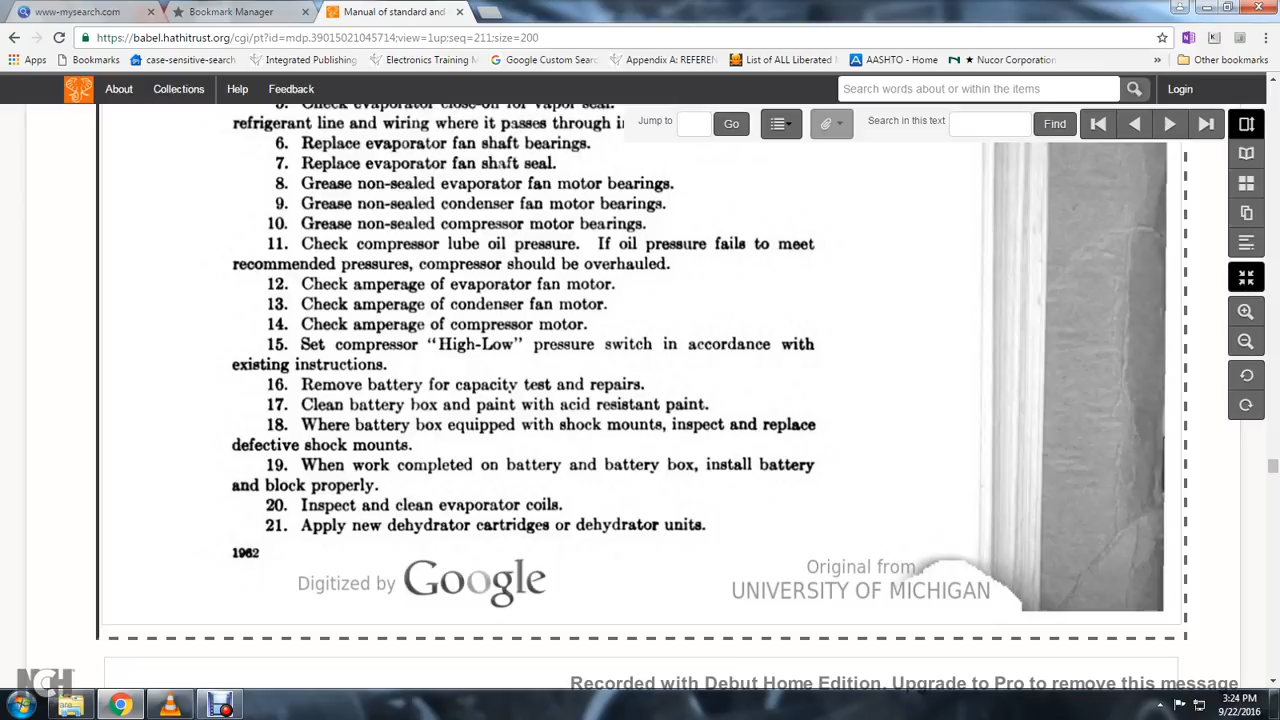 www-mysearch.com
Bookmark Manager
Manual of standard and
https://babel.hathitrust.org/cgi/pt?id=mdp.39015021045714;view=1up;seq=211;size=200
Apps
Bookmarks
case-sensitive-search
Integrated Publishing
Electronics Training M
Google Custom Sear
Appendix A: REFEREN
List of ALL Liberated
AASHTO - Home
Nucor Corporation
»
Other bookmarks
About
Collections
Help
Feedback
Search words about or within the items
Login
Jump to
Go
Search in this text
Find
5. Check evaporator close-off for vapor seal.
refrigerant line and wiring where it passes through in
6. Replace evaporator fan shaft bearings.
7. Replace evaporator fan shaft seal.
8. Grease non-sealed evaporator fan motor bearings.
9. Grease non-sealed condenser fan motor bearings.
10. Grease non-sealed compressor motor bearings.
11. Check compressor lube oil pressure. If oil pressure fails to meet
recommended pressures, compressor should be overhauled.
12. Check amperage of evaporator fan motor.
13. Check amperage of condenser fan motor.
14. Check amperage of compressor motor.
15. Set compressor "High-Low" pressure switch in accordance with
existing instructions.
16. Remove battery for capacity test and repairs.
17. Clean battery box and paint with acid resistant paint.
18. Where battery box equipped with shock mounts, inspect and replace
defective shock mounts.
19. When work completed on battery and battery box, install battery
and block properly.
20. Inspect and clean evaporator coils.
21. Apply new dehydrator cartridges or dehydrator units.
1962
Digitized by Google
Original from
UNIVERSITY OF MICHIGAN
NCH
Recorded with Debut Home Edition. Upgrade to Pro to remove this message
3:24 PM
9/22/2016